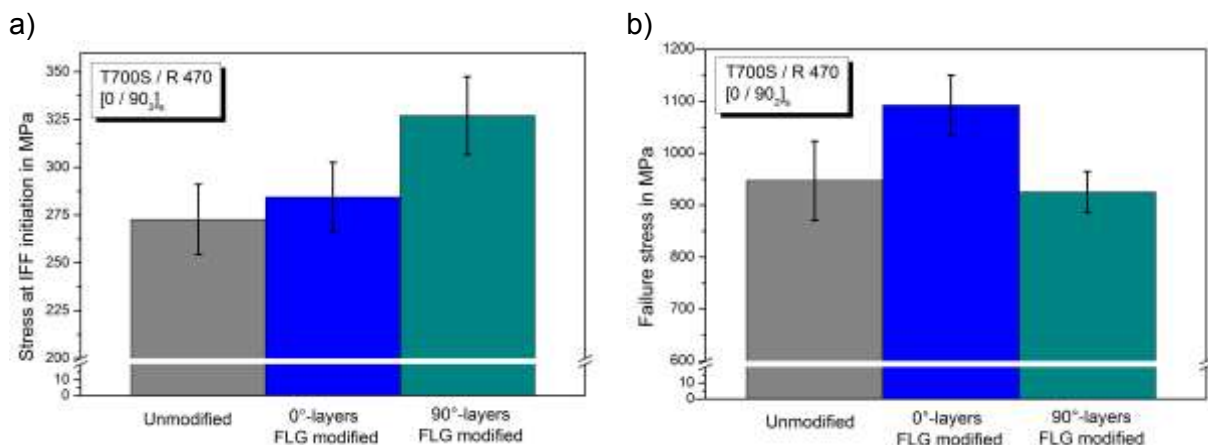 a)
T700S / R 470
[0 / 90₂]ₛ
Stress at IFF initiation in MPa
350
325
300
275
250
225
200
10
0
Unmodified
0°-layers
FLG modified
90°-layers
FLG modified
b)
T700S / R 470
[0 / 90₂]ₛ
Failure stress in MPa
1200
1100
1000
900
800
700
600
10
0
Unmodified
0°-layers
FLG modified
90°-layers
FLG modified